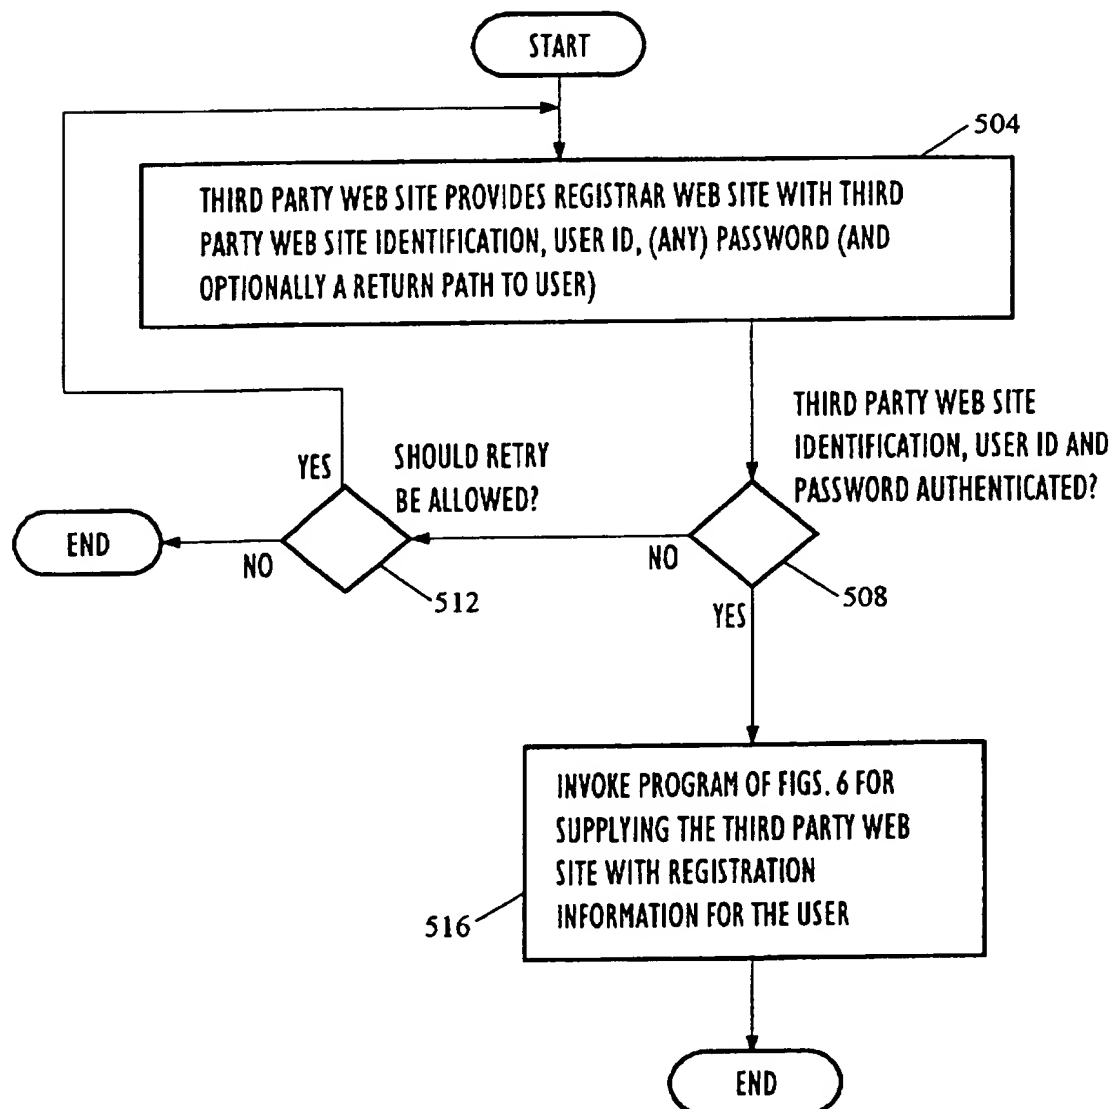 START
504
THIRD PARTY WEB SITE PROVIDES REGISTRAR WEB SITE WITH THIRD
PARTY WEB SITE IDENTIFICATION, USER ID, (ANY) PASSWORD (AND
OPTIONALLY A RETURN PATH TO USER)
THIRD PARTY WEB SITE
IDENTIFICATION, USER ID AND
PASSWORD AUTHENTICATED?
SHOULD RETRY
BE ALLOWED?
YES
END
NO
512
NO
508
YES
INVOKE PROGRAM OF FIGS. 6 FOR
SUPPLYING THE THIRD PARTY WEB
SITE WITH REGISTRATION
INFORMATION FOR THE USER
516
END